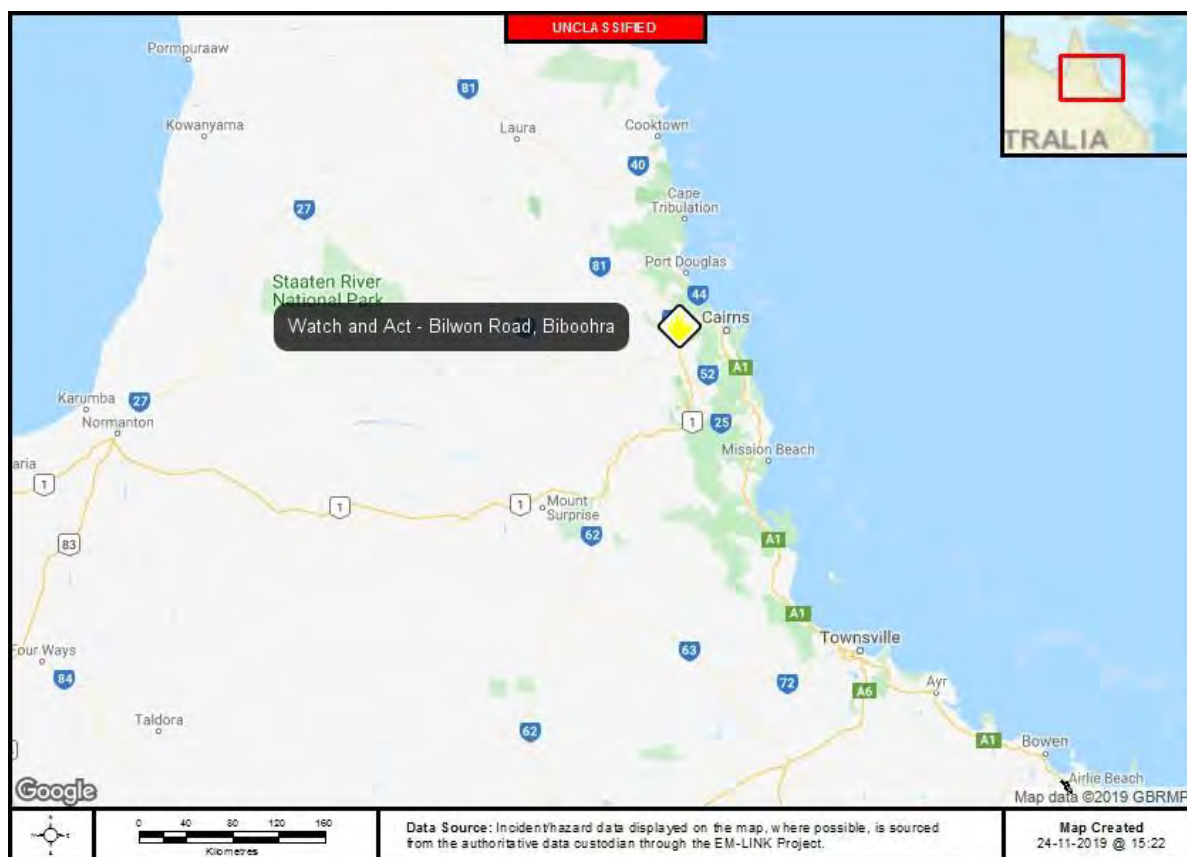 UNCLASSIFIED
Pormpuraaw
81
Kowanyama
Laura
Cooktown
TRALIA
40
Cape
Tribulation
27
Port Douglas
81
Staaten River
National Park
44
Watch and Act - Bilwon Road, Biboohra
Cairns
A1
52
Karumba
27
Normanton
1
25
Mission Beach
aria
1
1
1
Mount
Surprise
83
62
A1
A1
Townsville
Four Ways
63
84
72
A6
Ayr
Taldora
62
A1
Bowen
Airlie Beach
Google
Map data ©2019 GBRMP
0 40 80 120 160
Kilometres
Data Source: Incident/hazard data displayed on the map, where possible, is sourced
from the authoritative data custodian through the EM-LINK Project.
Map Created
24-11-2019 @ 15:22